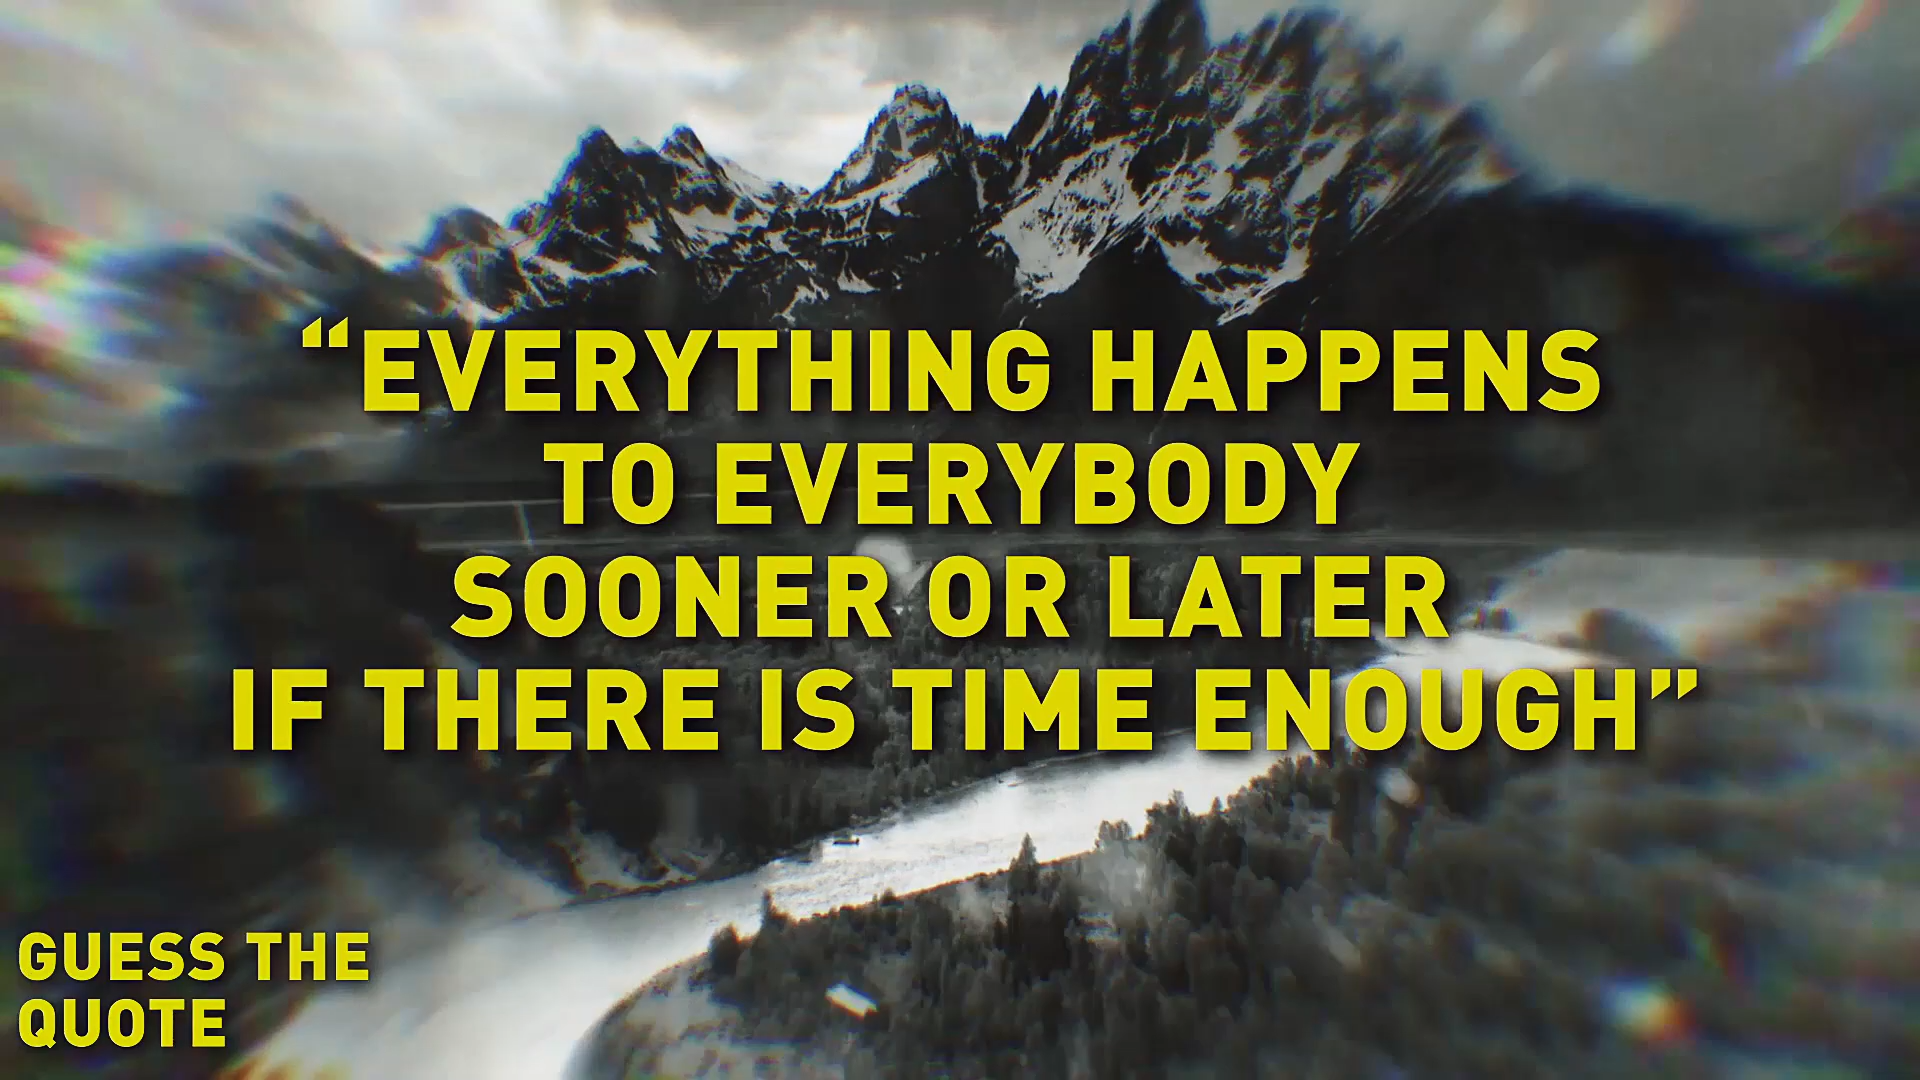 “EVERYTHING HAPPENS
TO EVERYBODY
SOONER OR LATER
IF THERE IS TIME ENOUGH”
GUESS THE
QUOTE